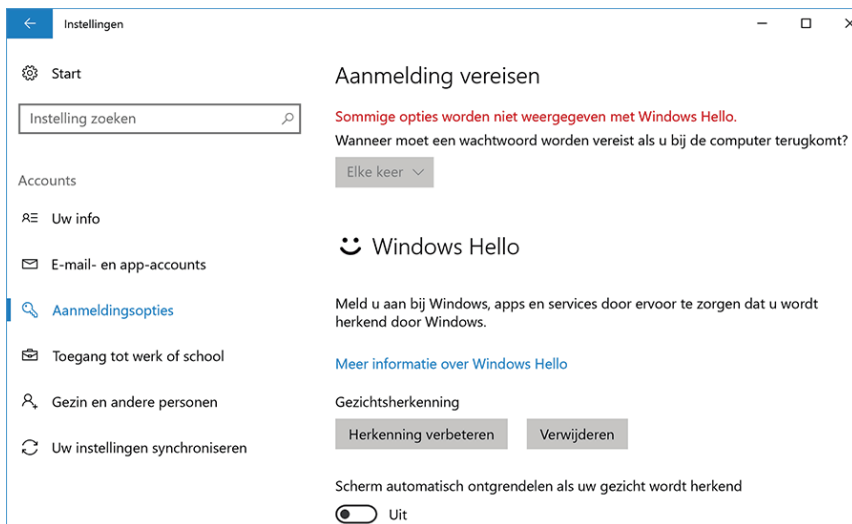 Instellingen
Start
Instelling zoeken
Accounts
Uw info
E-mail- en app-accounts
Aanmeldingsopties
Toegang tot werk of school
Gezin en andere personen
Uw instellingen synchroniseren
Aanmelding vereisen
Sommige opties worden niet weergegeven met Windows Hello.
Wanneer moet een wachtwoord worden vereist als u bij de computer terugkomt?
Elke keer
Windows Hello
Meld u aan bij Windows, apps en services door ervoor te zorgen dat u wordt
herkend door Windows.
Meer informatie over Windows Hello
Gezichtsherkenning
Herkenning verbeteren
Verwijderen
Scherm automatisch ontgrendelen als uw gezicht wordt herkend
Uit